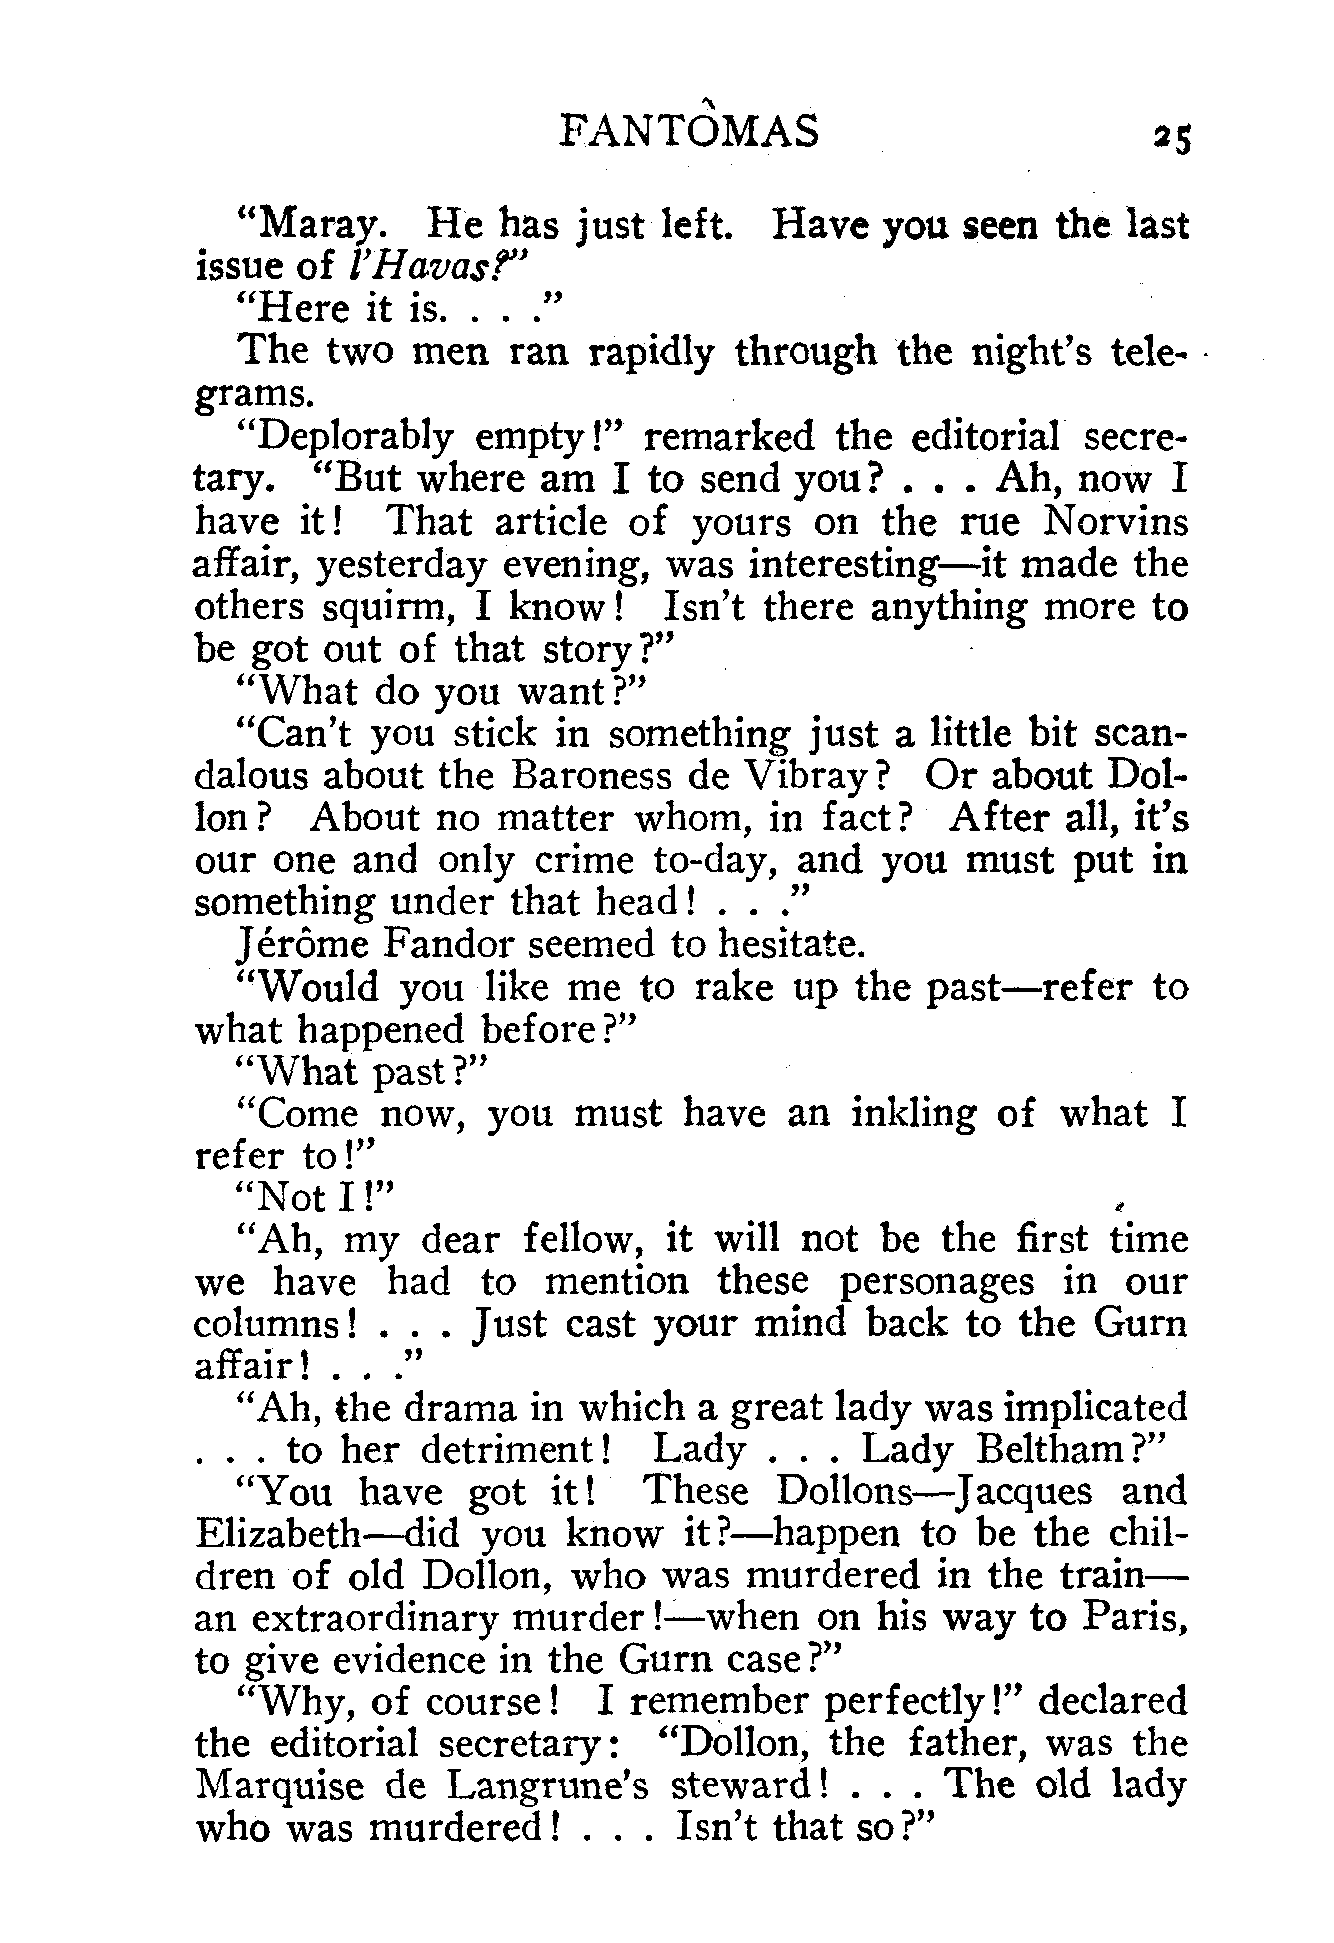 FANTÔMAS 25
“Maray. He has just left. Have you seen the last
issue of l’Havas?”
“Here it is. . . .”
The two men ran rapidly through the night’s tele-
grams.
“Deplorably empty!” remarked the editorial secre-
tary. “But where am I to send you? . . . Ah, now I
have it! That article of yours on the rue Norvins
affair, yesterday evening, was interesting—it made the
others squirm, I know! Isn’t there anything more to
be got out of that story?”
“What do you want?”
“Can’t you stick in something just a little bit scan-
dalous about the Baroness de Vibray? Or about Dol-
lon? About no matter whom, in fact? After all, it’s
our one and only crime to-day, and you must put in
something under that head! . . .”
Jérôme Fandor seemed to hesitate.
“Would you like me to rake up the past—refer to
what happened before?”
“What past?”
“Come now, you must have an inkling of what I
refer to!”
“Not I!”
“Ah, my dear fellow, it will not be the first time
we have had to mention these personages in our
columns! . . . Just cast your mind back to the Gurn
affair! . . .”
“Ah, the drama in which a great lady was implicated
. . . to her detriment! Lady . . . Lady Beltham?”
“You have got it! These Dollons—Jacques and
Elizabeth—did you know it?—happen to be the chil-
dren of old Dollon, who was murdered in the train—
an extraordinary murder!—when on his way to Paris,
to give evidence in the Gurn case?”
“Why, of course! I remember perfectly!” declared
the editorial secretary: “Dollon, the father, was the
Marquise de Langrune’s steward! . . . The old lady
who was murdered! . . . Isn’t that so?”